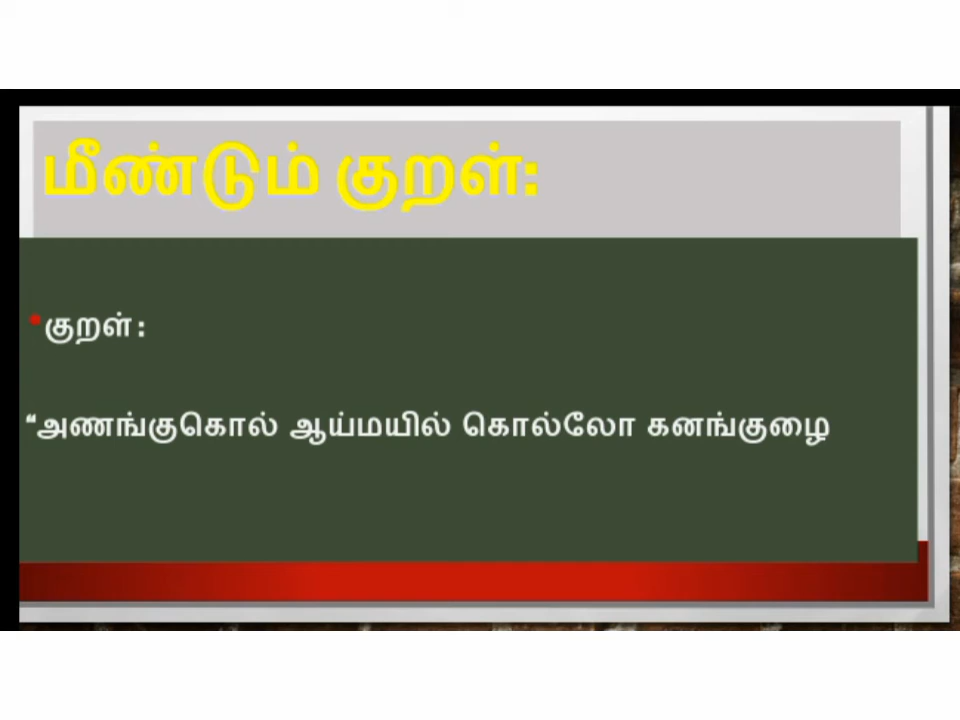 மீண்டும் குறள்:
•குறள் :
“அணங்குகொல் ஆய்மயில் கொல்லோ கனங்குழை